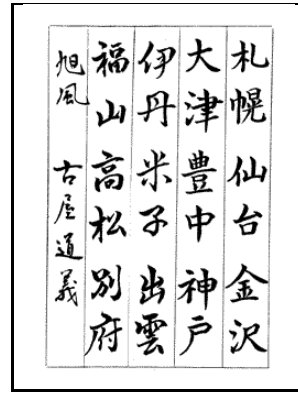 札幌 仙台 金沢
大津 豊中 神戸
伊丹 米子 出雲
福山 高松 別府
旭風 古屋道義